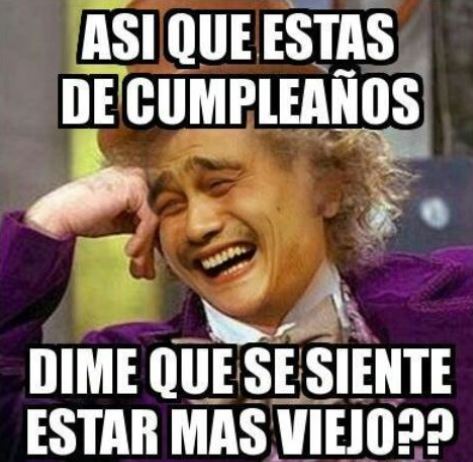 ASI QUE ESTAS
DE CUMPLEAÑOS
DIME QUE SE SIENTE
ESTAR MAS VIEJO??